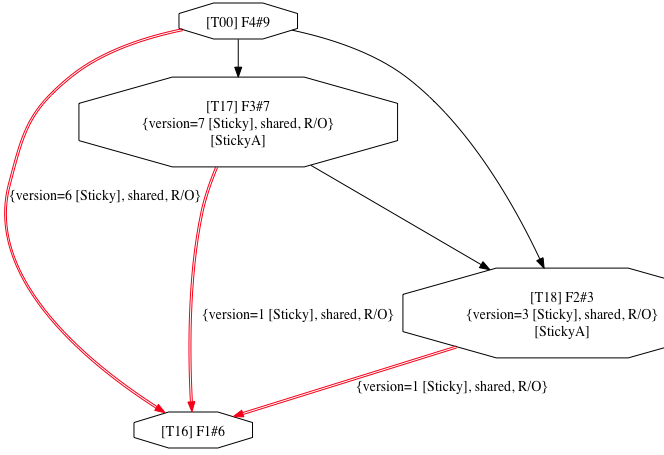 [T00] F4#9
[T17] F3#7
{version=7 [Sticky], shared, R/O}
[StickyA]
{version=6 [Sticky], shared, R/O}
[T18] F2#3
{version=3 [Sticky], shared, R/O}
[StickyA]
{version=1 [Sticky], shared, R/O}
{version=1 [Sticky], shared, R/O}
[T16] F1#6